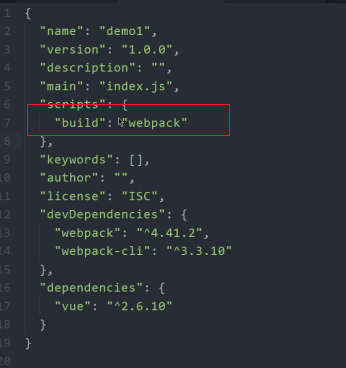 1 {
2 "name": "demo1",
3 "version": "1.0.0",
4 "description": "",
5 "main": "index.js",
6 "scripts": {
7 "build": "webpack"
8 },
9 "keywords": [],
10 "author": "",
11 "license": "ISC",
12 "devDependencies": {
13 "webpack": "^4.41.2",
14 "webpack-cli": "^3.3.10"
15 },
16 "dependencies": {
17 "vue": "^2.6.10"
18 }
19 }
20